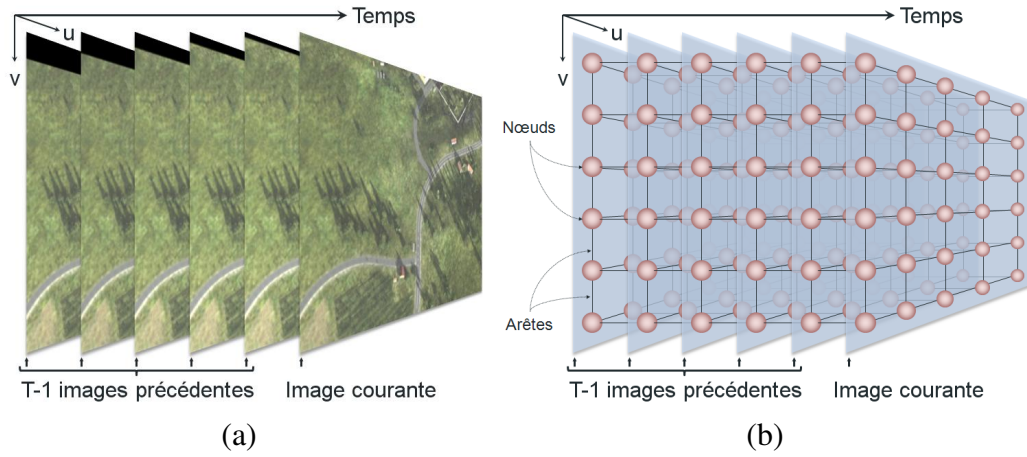 Temps
u
v
T-1 images précédentes
Image courante
(a)
Temps
u
v
Nœuds
Arêtes
T-1 images précédentes
Image courante
(b)